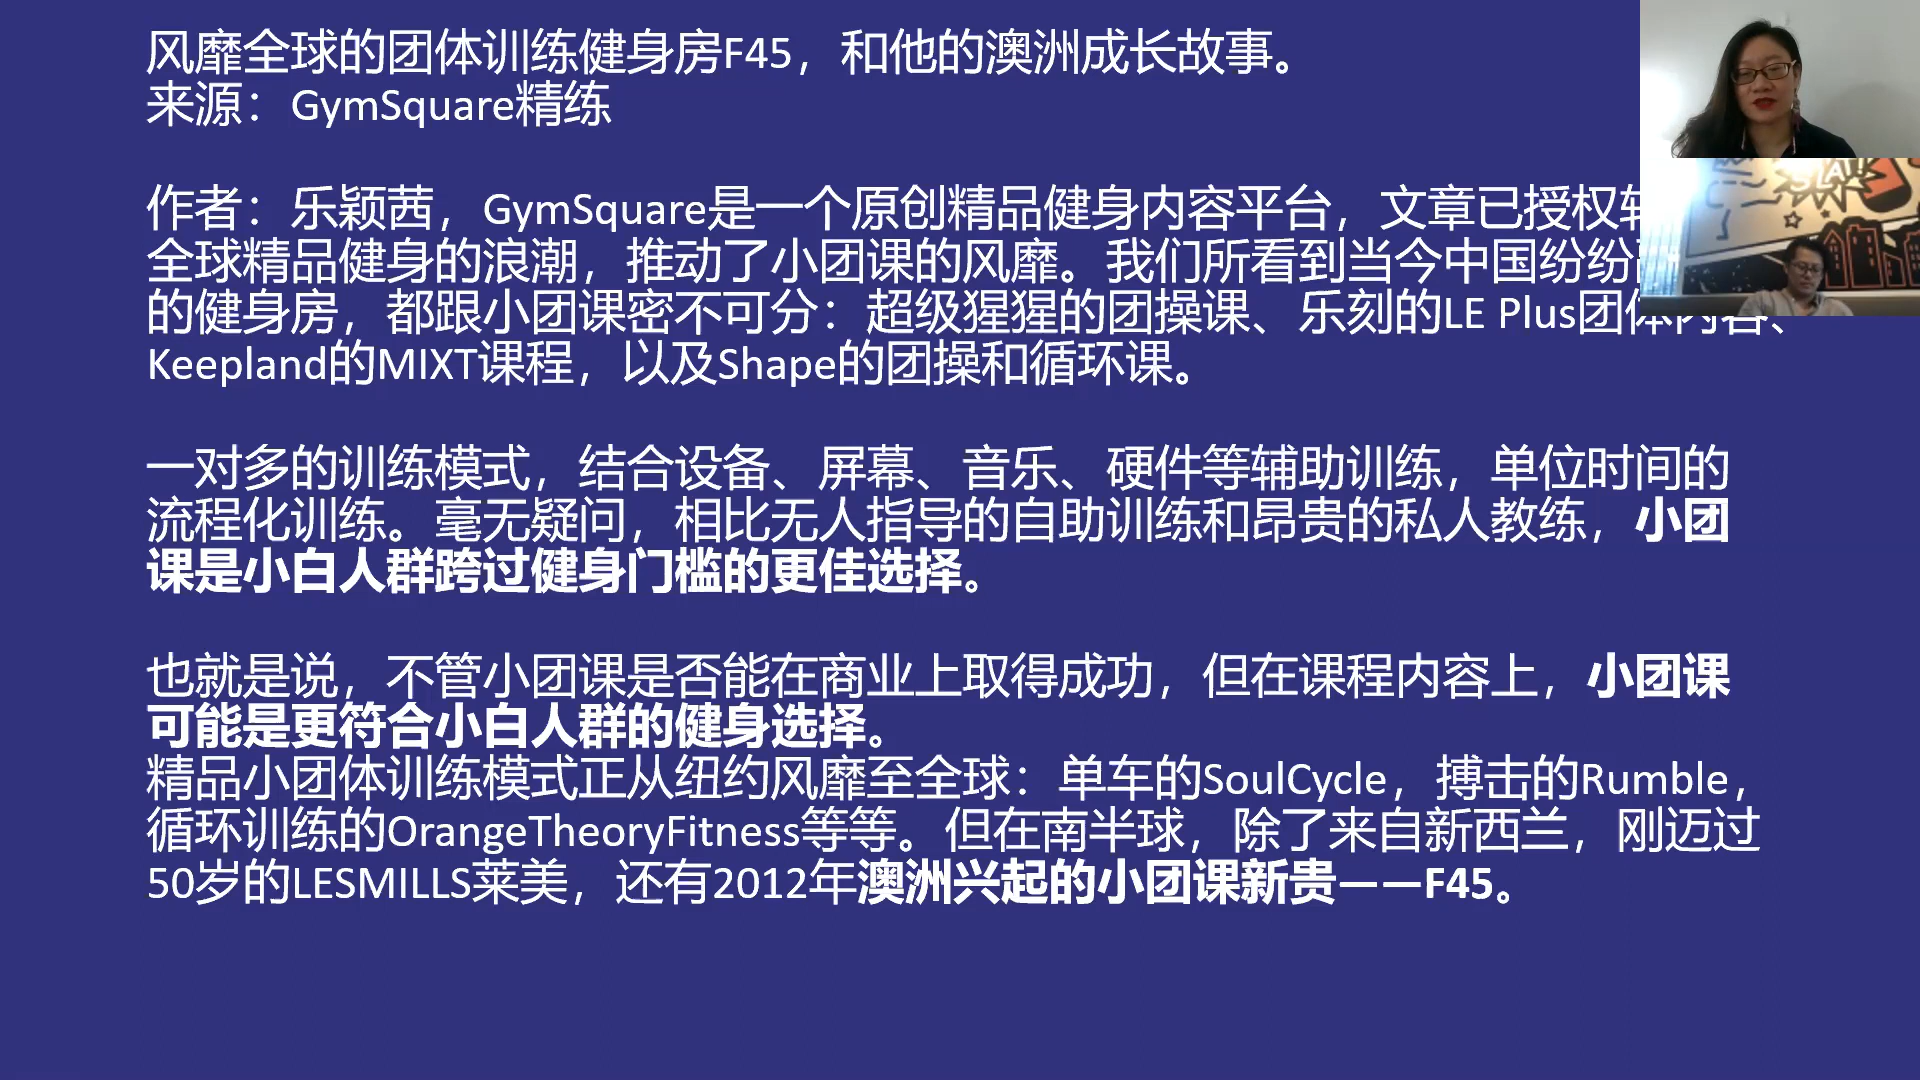 风靡全球的团体训练健身房F45，和他的澳洲成长故事。
来源：GymSquare精练
作者：乐颖茜，GymSquare是一个原创精品健身内容平台，文章已授权
全球精品健身的浪潮，推动了小团课的风靡。我们所看到当今中国纷纷
的健身房，都跟小团课密不可分：超级猩猩的团操课、乐刻的LE Plus团体内容、
Keepland的MIXT课程，以及Shape的团操和循环课。
一对多的训练模式，结合设备、屏幕、音乐、硬件等辅助训练，单位时间的
流程化训练。毫无疑问，相比无人指导的自助训练和昂贵的私人教练，小团
课是小白人群跨过健身门槛的更佳选择。
也就是说，不管小团课是否能在商业上取得成功，但在课程内容上，小团课
可能是更符合小白人群的健身选择。
精品小团体训练模式正从纽约风靡至全球：单车的SoulCycle，搏击的Rumble，
循环训练的OrangeTheoryFitness等等。但在南半球，除了来自新西兰，刚迈过
50岁的LESMILLS莱美，还有2012年澳洲兴起的小团课新贵——F45。